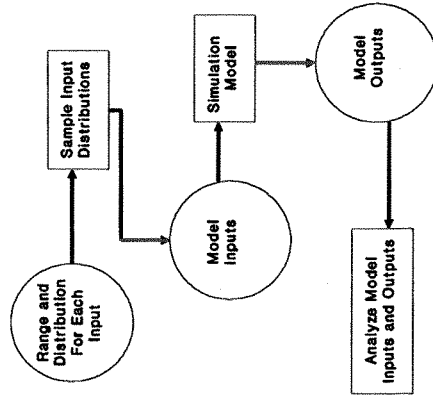 Range and
Distribution
For Each
Input
Sample Input
Distributions
Model
Inputs
Simulation
Model
Model
Outputs
Analyze Model
Inputs and Outputs